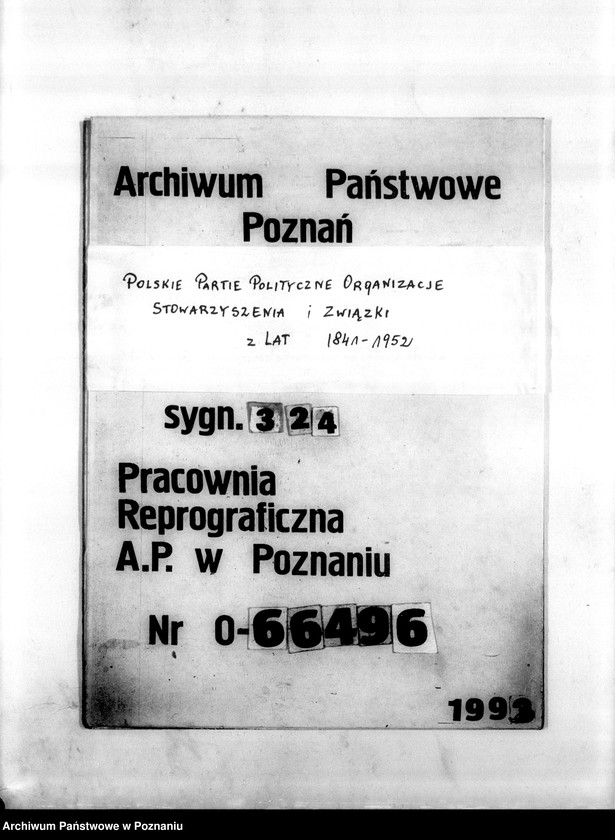 Archiwum Państwowe
Poznań
POLSKIE PARTIE POLITYCZNE ORGANIZACJE
STOWARZYSZENIA i ZWIĄZKI
z LAT 1841-1952
sygn. 324
Pracownia
Reprograficzna
A.P. w Poznaniu
Nr 0-66496
1993
Archiwum Państwowe w Poznaniu